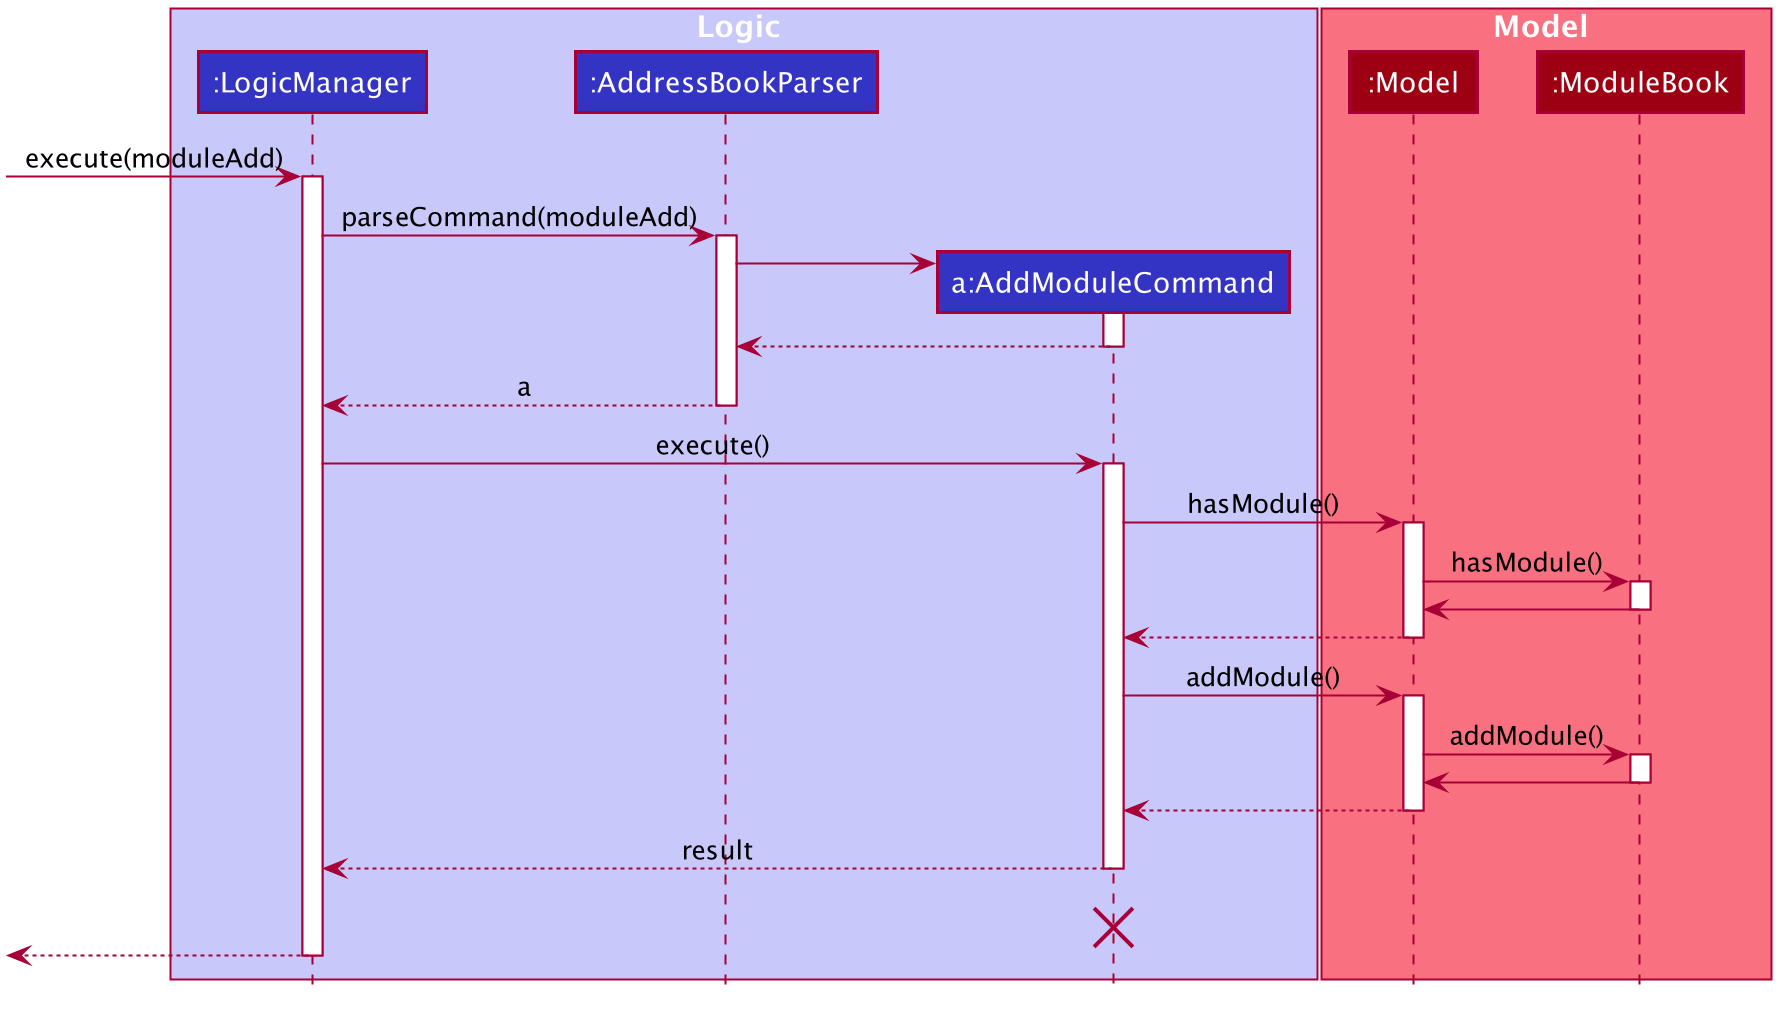 Logic
Model
:LogicManager
:AddressBookParser
:Model
:ModuleBook
execute(moduleAdd)
parseCommand(moduleAdd)
a:AddModuleCommand
a
execute()
hasModule()
hasModule()
addModule()
addModule()
result